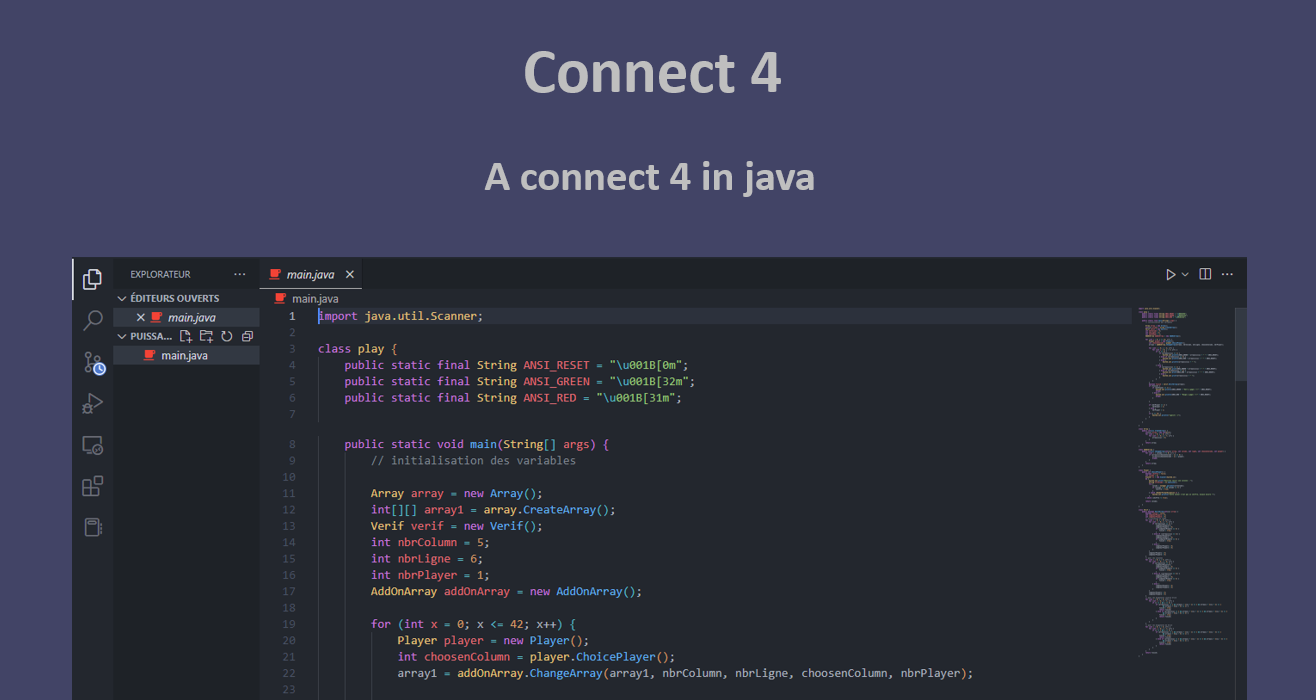 Connect 4
A connect 4 in java
EXPLORATEUR ...
main.java
ÉDITEURS OUVERTS
main.java
main.java
PUISSA...
main.java
1 import java.util.Scanner;
2
3 class play {
4 public static final String ANSI_RESET = "\u001B[0m";
5 public static final String ANSI_GREEN = "\u001B[32m";
6 public static final String ANSI_RED = "\u001B[31m";
7
8 public static void main(String[] args) {
9 // initialisation des variables
10
11 Array array = new Array();
12 int[][] array1 = array.CreateArray();
13 Verif verif = new Verif();
14 int nbrColumn = 5;
15 int nbrLigne = 6;
16 int nbrPlayer = 1;
17 AddOnArray addOnArray = new AddOnArray();
18
19 for (int x = 0; x <= 42; x++) {
20 Player player = new Player();
21 int choosenColumn = player.ChoicePlayer();
22 array1 = addOnArray.ChangeArray(array1, nbrColumn, nbrLigne, choosenColumn, nbrPlayer);
23